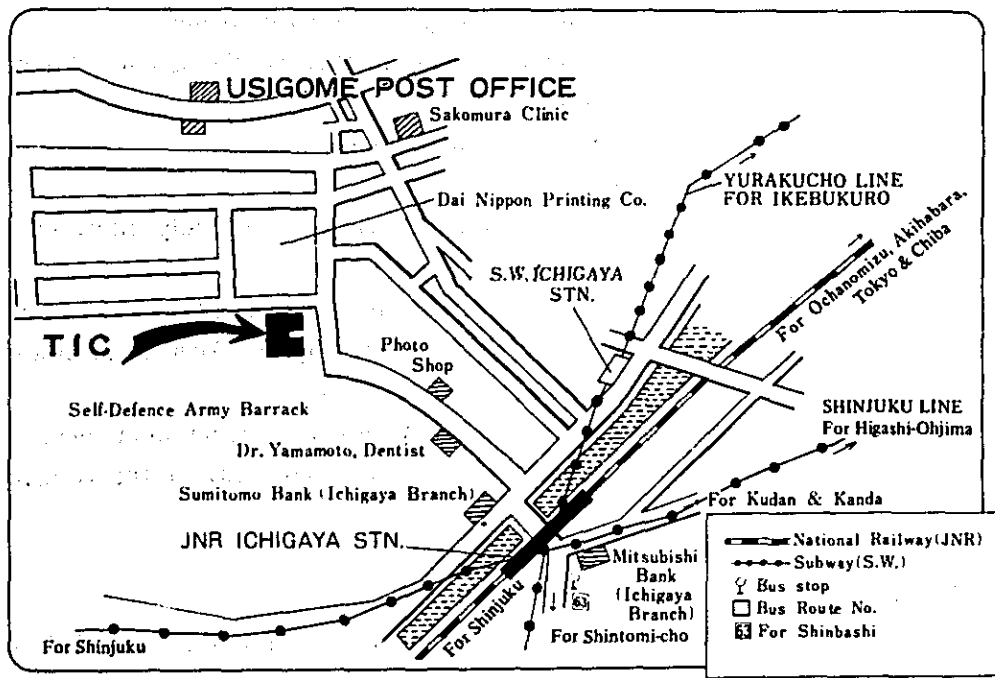 USIGOME POST OFFICE
Sakomura Clinic
YURAKUCHO LINE
FOR IKEBUKURO
Dai Nippon Printing Co.
S.W. ICHIGAYA
STN.
For Ochanomizu, Akihabara,
Tokyo & Chiba
TIC
Photo
Shop
Self-Defence Army Barrack
SHINJUKU LINE
For Higashi-Ohjima
Dr. Yamamoto, Dentist
Sumitomo Bank (Ichigaya Branch)
For Kudan & Kanda
JNR ICHIGAYA STN.
Mitsubishi
Bank
(Ichigaya
Branch)
63
For Shinjuku
For Shintomi-cho
For Shinjuku
National Railway (JNR)
Subway (S.W.)
Bus stop
Bus Route No.
63 For Shinbashi